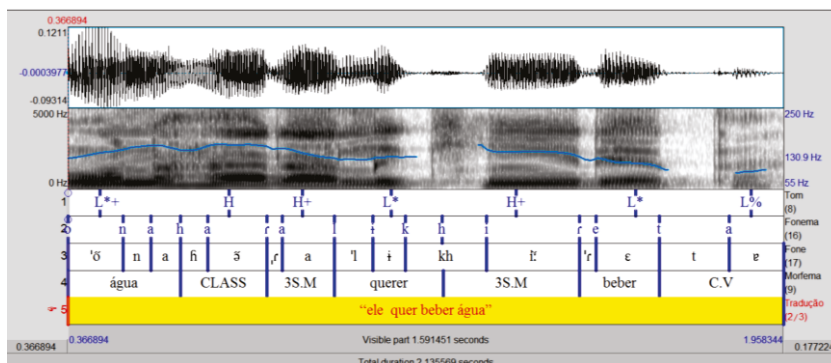 0.366894
0.1211
-0.0003977
-0.09314
5000 Hz
250 Hz
130.9 Hz
0 Hz
55 Hz
1 L*+ H H+ L* H+ L* L% Tom
(8)
2 n a h a ɾ a l ɨ k h i ɾ e t a Fonema
(16)
3 'õ n a ɦ ɜ̃ ˌɾ a 'l ɨ kh 'ɾ ɛ t ɐ Fone
(17)
4 água CLASS 3S.M querer 3S.M beber C.V Morfema
(9)
5 “ele quer beber água” Tradução
(2/3)
0.366894 1.958344
0.366894 Visible part 1.591451 seconds 0.177224
Total duration 2.135569 seconds